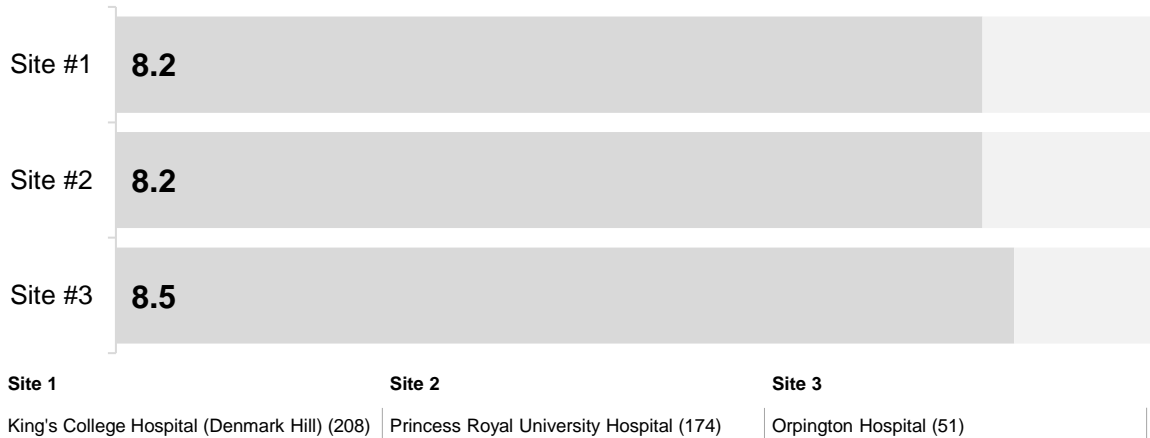 Site #1 8.2
Site #2 8.2
Site #3 8.5
Site 1 Site 2 Site 3
King's College Hospital (Denmark Hill) (208) Princess Royal University Hospital (174) Orpington Hospital (51)